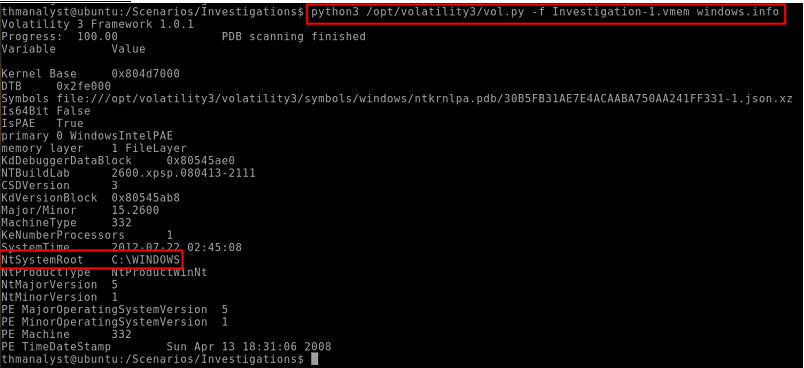 thmanalyst@ubuntu:/Scenarios/Investigations$ python3 /opt/volatility3/vol.py -f Investigation-1.vmem windows.info
Volatility 3 Framework 1.0.1
Progress:  100.00               PDB scanning finished
Variable        Value
Kernel Base     0x804d7000
DTB     0x2fe000
Symbols file:///opt/volatility3/volatility3/symbols/windows/ntkrnlpa.pdb/30B5FB31AE7E4ACAABA750AA241FF331-1.json.xz
Is64Bit False
IsPAE   True
primary 0 WindowsIntelPAE
memory_layer    1 FileLayer
KdDebuggerDataBlock     0x80545ae0
NTBuildLab      2600.xpsp.080413-2111
CSDVersion      3
KdVersionBlock  0x80545ab8
Major/Minor     15.2600
MachineType     332
KeNumberProcessors      1
SystemTime      2012-07-22 02:45:08
NtSystemRoot    C:\WINDOWS
NtProductType   NtProductWinNt
NtMajorVersion  5
NtMinorVersion  1
PE MajorOperatingSystemVersion  5
PE MinorOperatingSystemVersion  1
PE Machine      332
PE TimeDateStamp        Sun Apr 13 18:31:06 2008
thmanalyst@ubuntu:/Scenarios/Investigations$